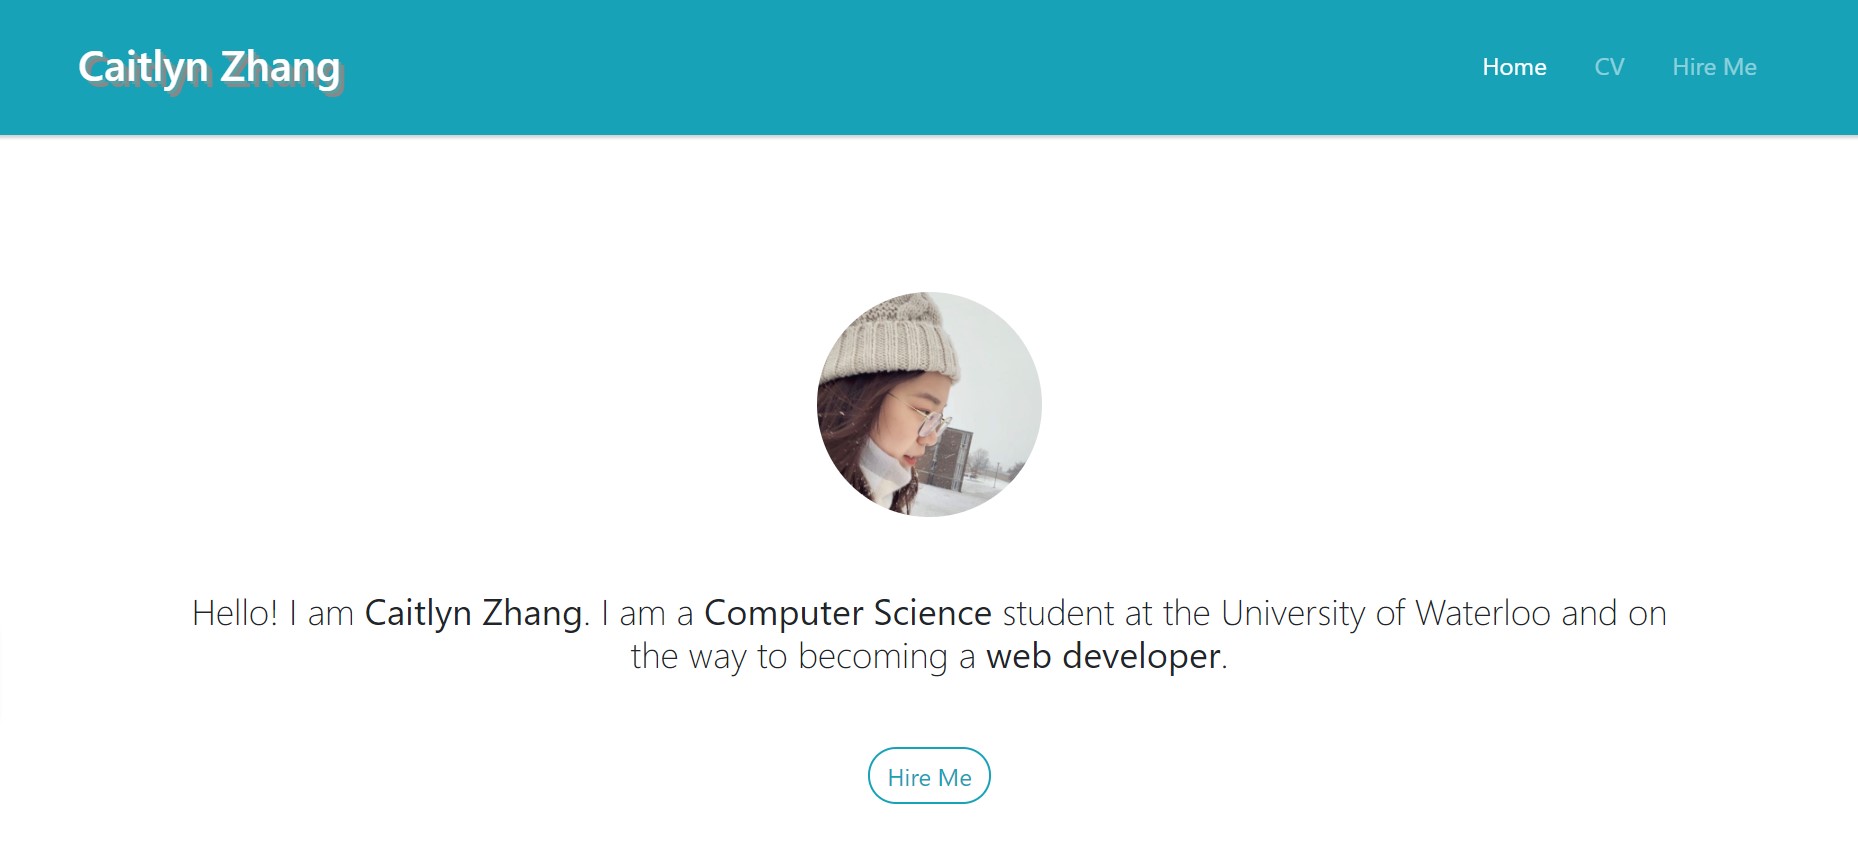 Caitlyn Zhang
Home CV Hire Me
Hello! I am Caitlyn Zhang. I am a Computer Science student at the University of Waterloo and on
the way to becoming a web developer.
Hire Me